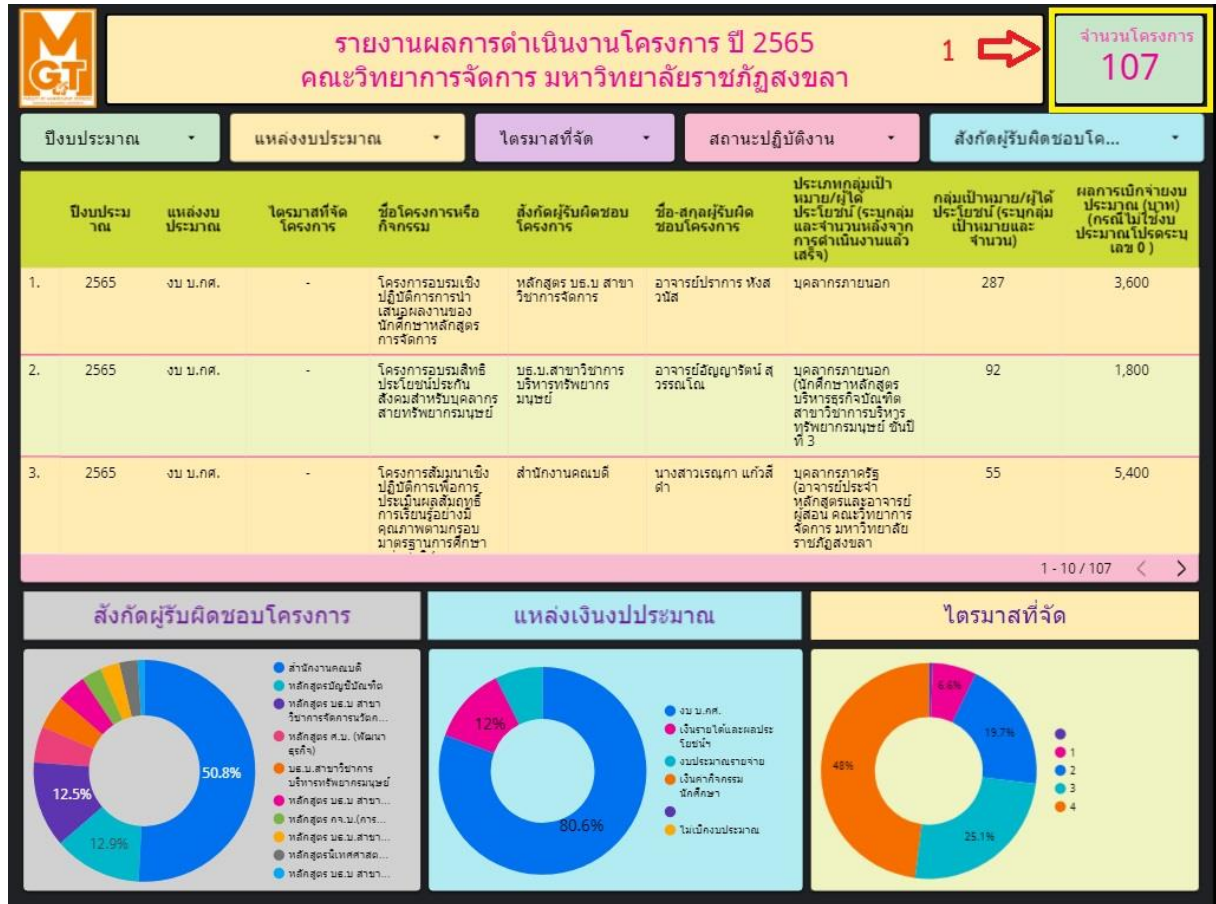 MGT
รายงานผลการดำเนินงานโครงการ ปี 2565
คณะวิทยาการจัดการ มหาวิทยาลัยราชภัฏสงขลา
1
จำนวนโครงการ
107
ปีงบประมาณ
แหล่งงบประมาณ
ไตรมาสที่จัด
สถานะปฏิบัติงาน
สังกัดผู้รับผิดชอบโค...
ปีงบประม
าณ
แหล่งงบ
ประมาณ
ไตรมาสที่จัด
โครงการ
ชื่อโครงการหรือ
กิจกรรม
สังกัดผู้รับผิดชอบ
โครงการ
ชื่อ-สกุลผู้รับผิด
ชอบโครงการ
ประเภทกลุ่มเป้า
หมาย/ผู้ได้
ประโยชน์ (ระบุกลุ่ม
และจำนวนหลังจาก
การดำเนินงานแล้ว
เสร็จ)
กลุ่มเป้าหมาย/ผู้ได้
ประโยชน์ (ระบุกลุ่ม
เป้าหมายและ
จำนวน)
ผลการเบิกจ่ายงบ
ประมาณ (บาท)
(กรณีไม่ใช้งบ
ประมาณโปรดระบุ
เลข 0 )
1.
2565
งบ บ.กศ.
-
โครงการอบรมเชิง
ปฏิบัติการการนำ
เสนอผลงานของ
นักศึกษาหลักสูตร
การจัดการ
หลักสูตร บธ.บ สาขา
วิชาการจัดการ
อาจารย์ปราการ หังส
วนัส
บุคลากรภายนอก
287
3,600
2.
2565
งบ บ.กศ.
-
โครงการอบรมสิทธิ
ประโยชน์ประกัน
สังคมสำหรับบุคลากร
สายทรัพยากรมนุษย์
บธ.บ.สาขาวิชาการ
บริหารทรัพยากร
มนุษย์
อาจารย์อัญญารัตน์ สุ
วรรณโณ
บุคลากรภายนอก
(นักศึกษาหลักสูตร
บริหารธุรกิจบัณฑิต
สาขาวิชาการบริหาร
ทรัพยากรมนุษย์ ชั้นปี
ที่ 3
92
1,800
3.
2565
งบ บ.กศ.
-
โครงการสัมมนาเชิง
ปฏิบัติการเพื่อการ
ประเมินผลสัมฤทธิ์
การเรียนรู้อย่างมี
คุณภาพตามกรอบ
มาตรฐานการศึกษา
สำนักงานคณบดี
นางสาวเรณุกา แก้วสี
ดำ
บุคลากรภาครัฐ
(อาจารย์ประจำ
หลักสูตรและอาจารย์
ผู้สอน คณะวิทยาการ
จัดการ มหาวิทยาลัย
ราชภัฏสงขลา
55
5,400
1 - 10 / 107
สังกัดผู้รับผิดชอบโครงการ
แหล่งเงินงปประมาณ
ไตรมาสที่จัด
50.8%
12.5%
12.9%
สำนักงานคณบดี
หลักสูตรบัญชีบัณฑิต
หลักสูตร บธ.บ สาขา
วิชาการจัดการนวัตก...
หลักสูตร ศ.บ. (พัฒนา
ธุรกิจ)
บธ.บ.สาขาวิชาการ
บริหารทรัพยากรมนุษย์
หลักสูตร บธ.บ สาขา...
หลักสูตร กจ.บ.(การ...
หลักสูตร บธ.บ.สาขา...
หลักสูตรนิเทศศาสต...
หลักสูตร บธ.บ สาขา...
12%
80.6%
งบ บ.กศ.
เงินรายได้และผลประ
โยชน์ฯ
งบประมาณรายจ่าย
เงินค่ากิจกรรม
นักศึกษา
ไม่เบิกงบประมาณ
6.6%
19.7%
48%
25.1%
1
2
3
4